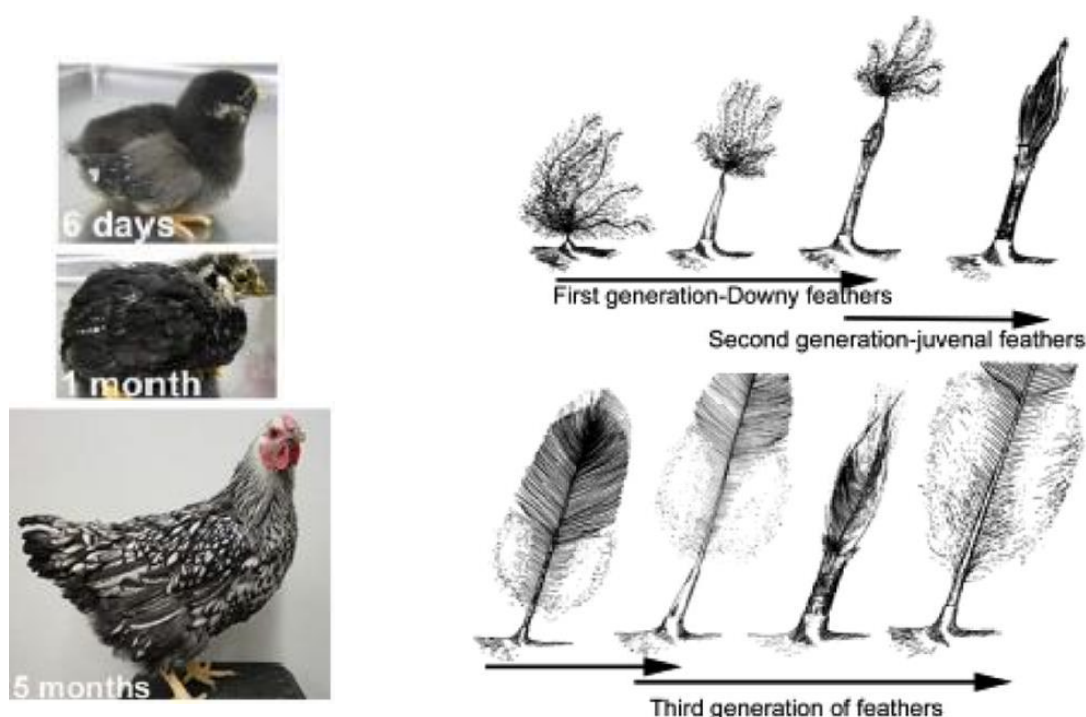 6 days
1 month
5 months
First generation-Downy feathers
Second generation-juvenal feathers
Third generation of feathers